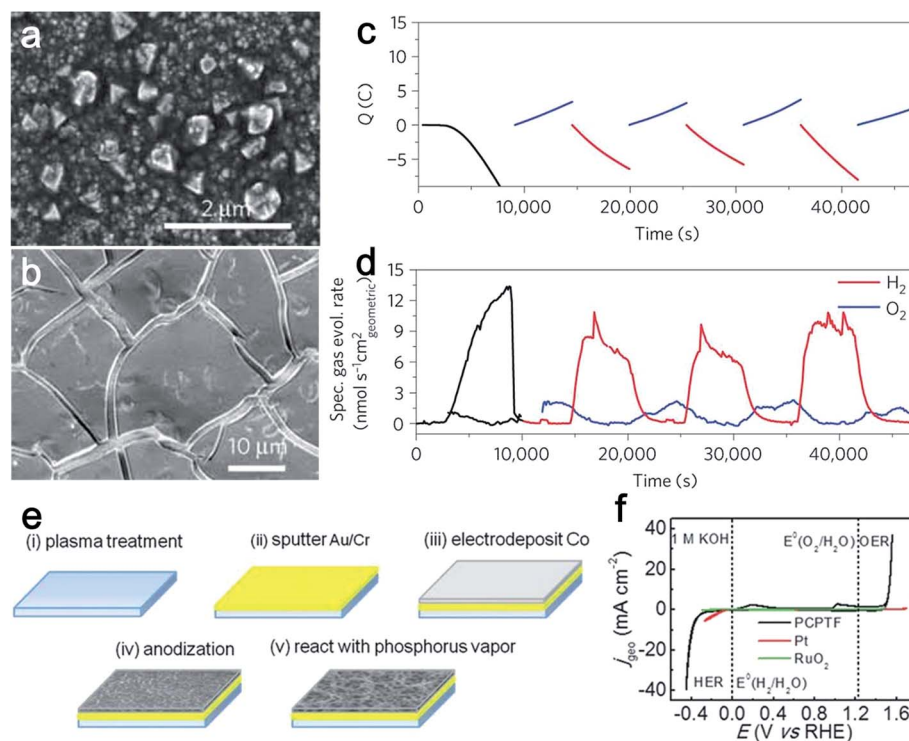 a
2 μm
b
10 μm
c
15
10
5
0
−5
Q (C)
0
10,000
20,000
30,000
40,000
Time (s)
d
15
12
9
6
3
0
Spec. gas evol. rate
(nmol s⁻¹cm²geometric)
H₂
O₂
0
10,000
20,000
30,000
40,000
Time (s)
e
(i) plasma treatment
(ii) sputter Au/Cr
(iii) electrodeposit Co
(iv) anodization
(v) react with phosphorus vapor
f
40
20
0
-20
-40
j geo (mA cm⁻²)
1 M KOH
E⁰(O₂/H₂O)
OER
PCPTF
Pt
RuO₂
HER
E⁰(H₂/H₂O)
-0.4
0.0
0.4
0.8
1.2
1.6
E (V vs RHE)